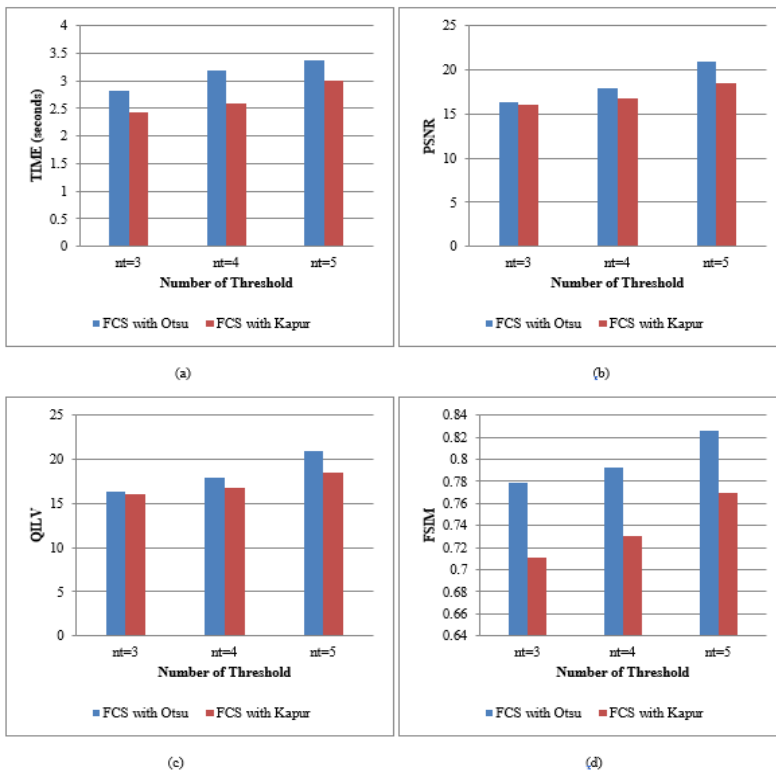 4
3.5
3
2.5
2
1.5
1
0.5
0
TIME (seconds)
nt=3 nt=4 nt=5
Number of Threshold
FCS with Otsu FCS with Kapur
(a)
25
20
15
10
5
0
PSNR
nt=3 nt=4 nt=5
Number of Threshold
FCS with Otsu FCS with Kapur
(b)
25
20
15
10
5
0
QILV
nt=3 nt=4 nt=5
Number of Threshold
FCS with Otsu FCS with Kapur
(c)
0.84
0.82
0.8
0.78
0.76
0.74
0.72
0.7
0.68
0.66
0.64
FSIM
nt=3 nt=4 nt=5
Number of Threshold
FCS with Otsu FCS with Kapur
(d)